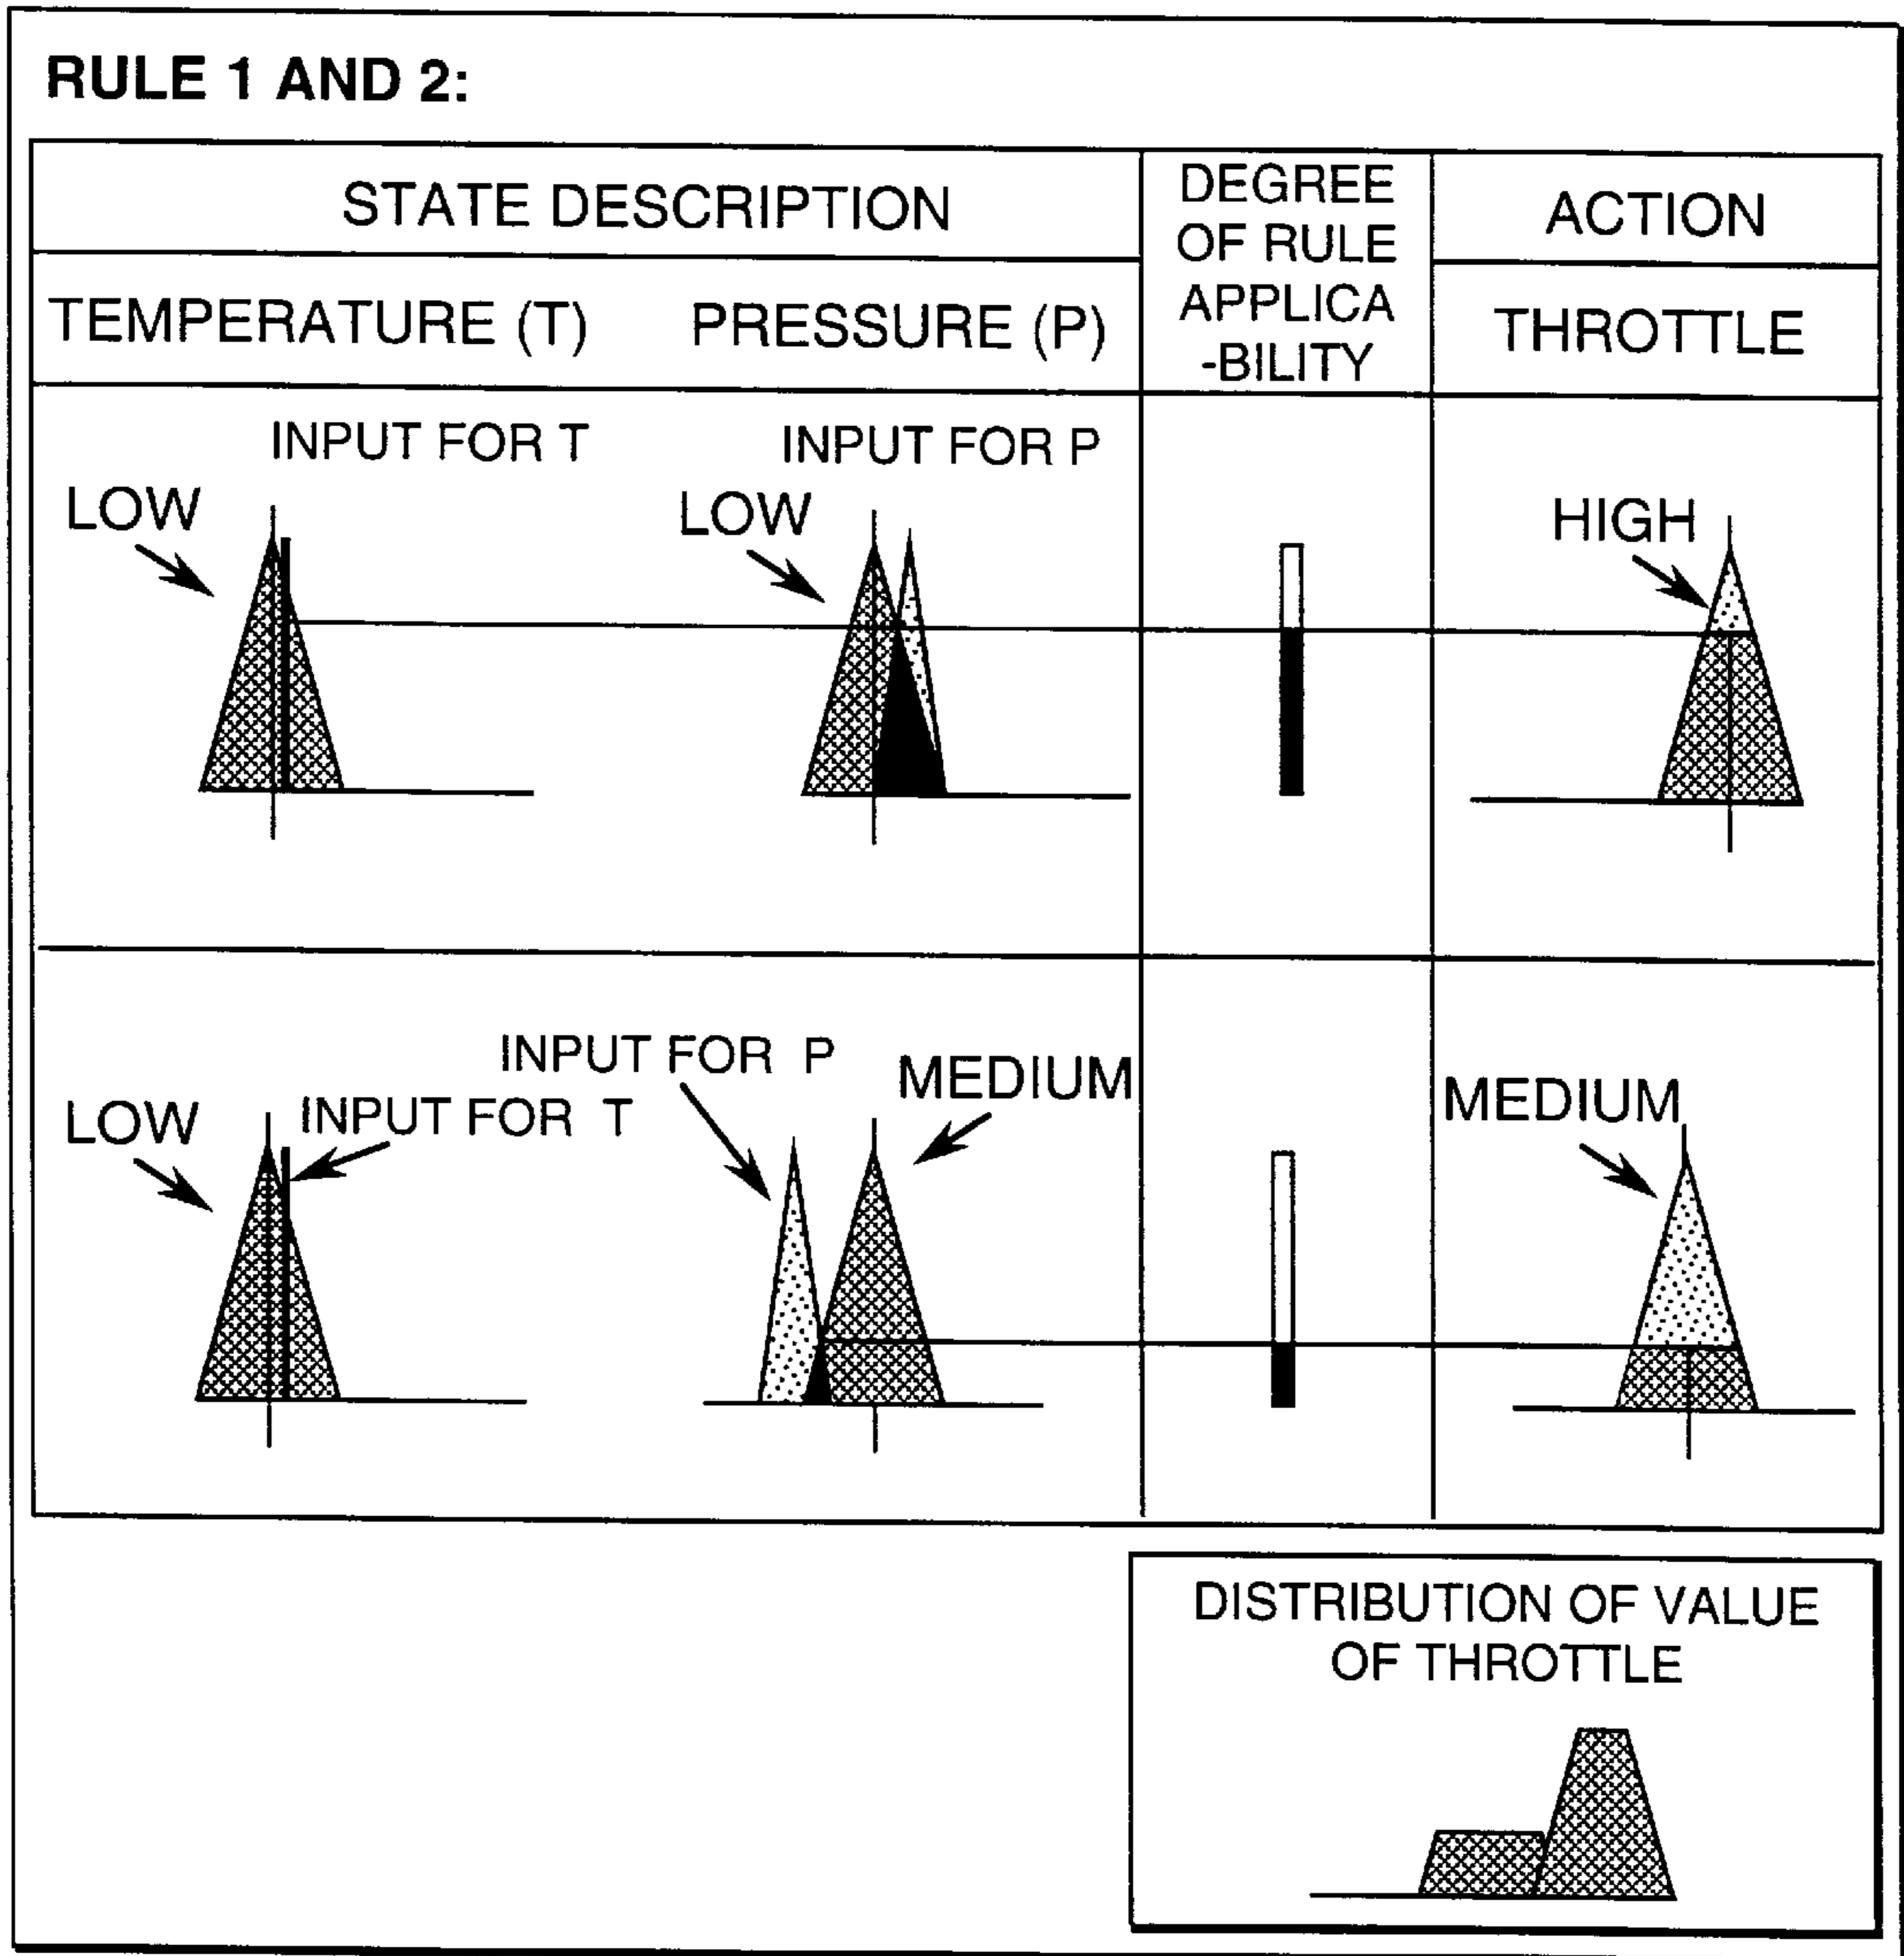 RULE 1 AND 2:
STATE DESCRIPTION
DEGREE
OF RULE
APPLICA
-BILITY
ACTION
TEMPERATURE (T)
PRESSURE (P)
THROTTLE
INPUT FOR T
INPUT FOR P
LOW
LOW
HIGH
INPUT FOR P
MEDIUM
LOW
INPUT FOR T
MEDIUM
DISTRIBUTION OF VALUE
OF THROTTLE